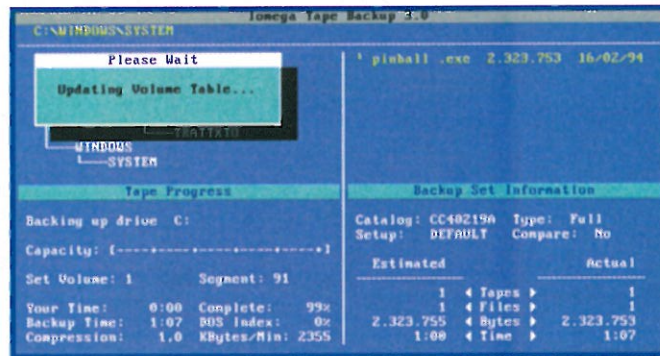 Iomega Tape Backup 3.0
C:\WINDOWS\SYSTEM
Please Wait
Updating Volume Table...
WINDOWS
SYSTEM
pinball .exe 2.323.753 16/02/94
Tape Progress
Backing up drive C:
Capacity:
Set Volume: 1 Segment: 91
Your Time: 0:00 Complete: 99%
Backup Time: 1:07 DOS Index: 0%
Compression: 1.0 KBytes/Min: 2355
Backup Set Information
Catalog: CC40219A Type: Full
Setup: DEFAULT Compare: No
Estimated Actual
1 ◄ Tapes ► 1
1 ◄ Files ► 1
2.323.755 ◄ Bytes ► 2.323.753
1:00 ◄ Time ► 1:07